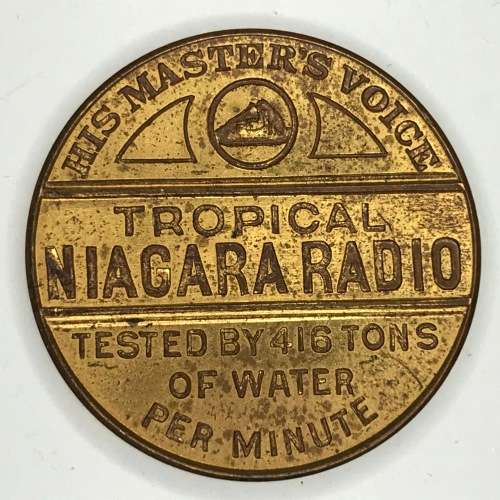 HIS MASTER'S VOICE
TROPICAL
NIAGARA RADIO
TESTED BY 416 TONS
OF WATER
PER MINUTE